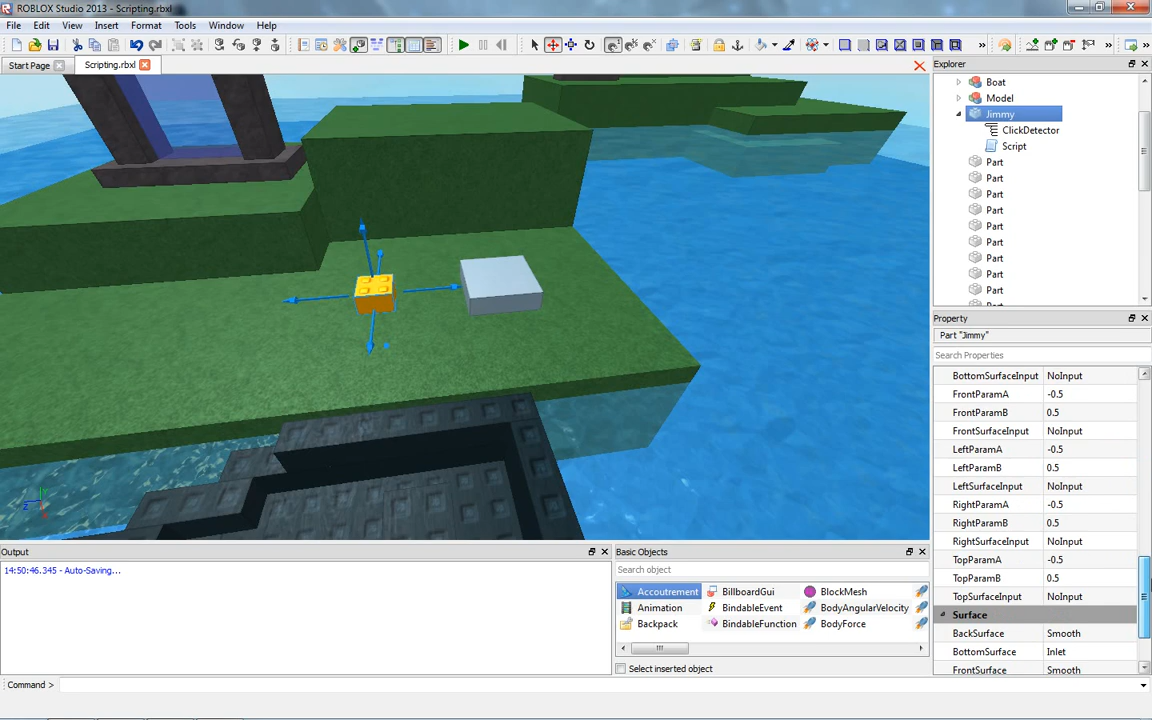 ROBLOX Studio 2013 - Scripting.rbxl
File Edit View Insert Format Tools Window Help
Start Page Scripting.rbxl
Explorer
Boat
Model
Jimmy
ClickDetector
Script
Part
Part
Part
Part
Part
Part
Part
Part
Part
Property
Part "Jimmy"
Search Properties
BottomSurfaceInput NoInput
FrontParamA -0.5
FrontParamB 0.5
FrontSurfaceInput NoInput
LeftParamA -0.5
LeftParamB 0.5
LeftSurfaceInput NoInput
RightParamA -0.5
RightParamB 0.5
RightSurfaceInput NoInput
TopParamA -0.5
TopParamB 0.5
TopSurfaceInput NoInput
Surface
BackSurface Smooth
BottomSurface Inlet
FrontSurface Smooth
Output
14:50:46.345 - Auto-Saving...
Basic Objects
Search object
Accoutrement BillboardGui BlockMesh
Animation BindableEvent BodyAngularVelocity
Backpack BindableFunction BodyForce
Select inserted object
Command >